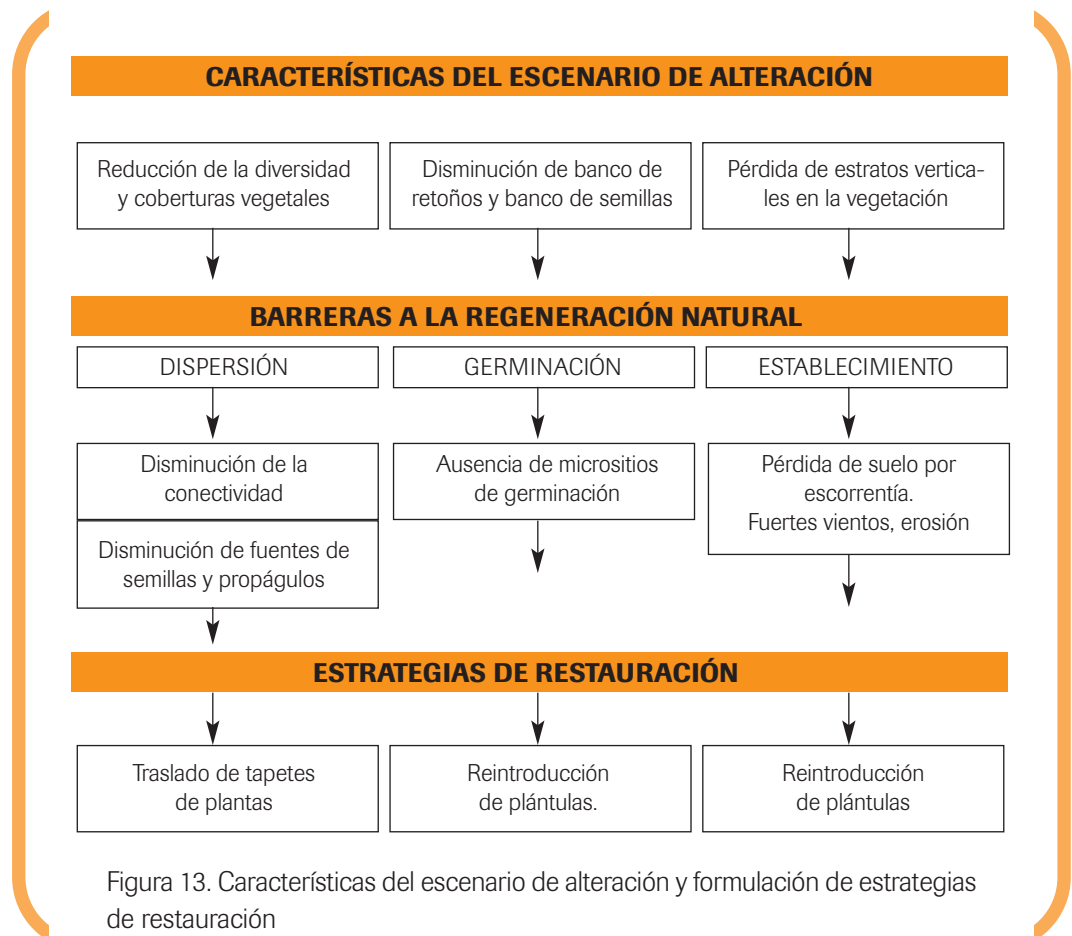 CARACTERÍSTICAS DEL ESCENARIO DE ALTERACIÓN
Reducción de la diversidad
y coberturas vegetales
Disminución de banco de
retoños y banco de semillas
Pérdida de estratos vertica-
les en la vegetación
BARRERAS A LA REGENERACIÓN NATURAL
DISPERSIÓN
GERMINACIÓN
ESTABLECIMIENTO
Disminución de la
conectividad
Disminución de fuentes de
semillas y propágulos
Ausencia de micrositios
de germinación
Pérdida de suelo por
escorrentía.
Fuertes vientos, erosión
ESTRATEGIAS DE RESTAURACIÓN
Traslado de tapetes
de plantas
Reintroducción
de plántulas.
Reintroducción
de plántulas
Figura 13. Características del escenario de alteración y formulación de estrategias
de restauración